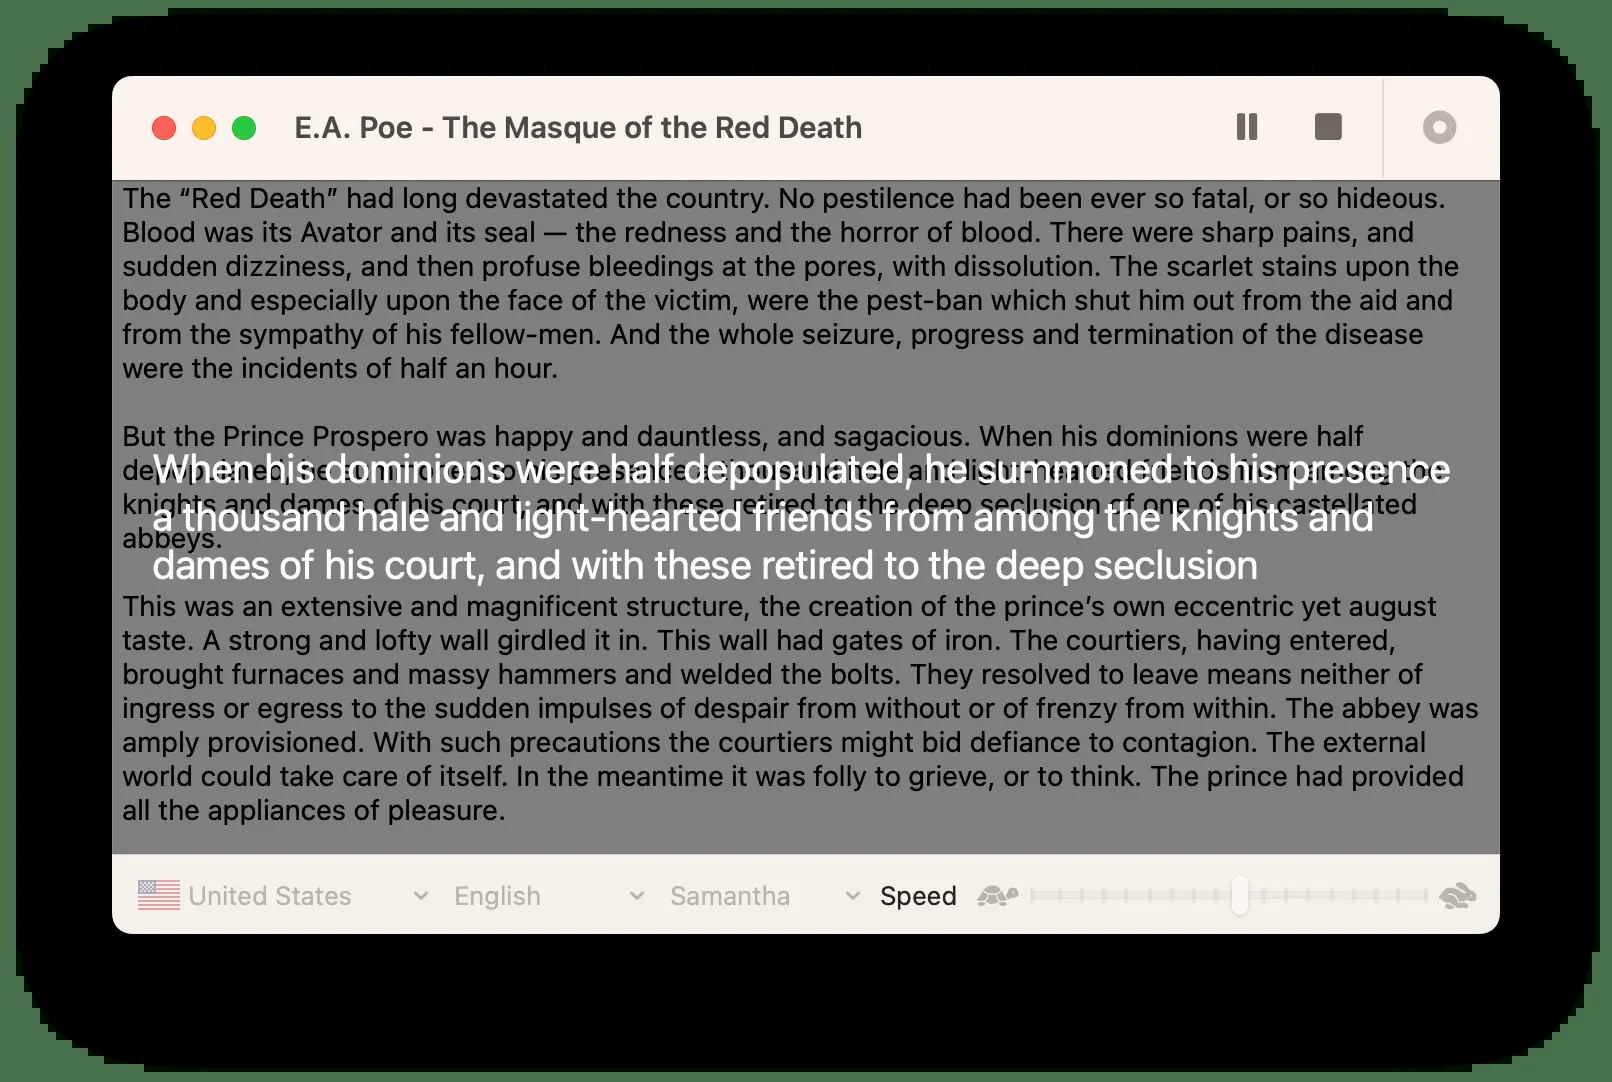 E.A. Poe - The Masque of the Red Death
The “Red Death” had long devastated the country. No pestilence had been ever so fatal, or so hideous.
Blood was its Avator and its seal — the redness and the horror of blood. There were sharp pains, and
sudden dizziness, and then profuse bleedings at the pores, with dissolution. The scarlet stains upon the
body and especially upon the face of the victim, were the pest-ban which shut him out from the aid and
from the sympathy of his fellow-men. And the whole seizure, progress and termination of the disease
were the incidents of half an hour.
But the Prince Prospero was happy and dauntless, and sagacious. When his dominions were half
When his dominions were half depopulated, he summoned to his presence
knights and dames of his court, and with these retired to the deep seclusion of one of his castellated
a thousand hale and light-hearted friends from among the knights and
abbeys.
dames of his court, and with these retired to the deep seclusion
This was an extensive and magnificent structure, the creation of the prince’s own eccentric yet august
taste. A strong and lofty wall girdled it in. This wall had gates of iron. The courtiers, having entered,
brought furnaces and massy hammers and welded the bolts. They resolved to leave means neither of
ingress or egress to the sudden impulses of despair from without or of frenzy from within. The abbey was
amply provisioned. With such precautions the courtiers might bid defiance to contagion. The external
world could take care of itself. In the meantime it was folly to grieve, or to think. The prince had provided
all the appliances of pleasure.
United States English Samantha Speed